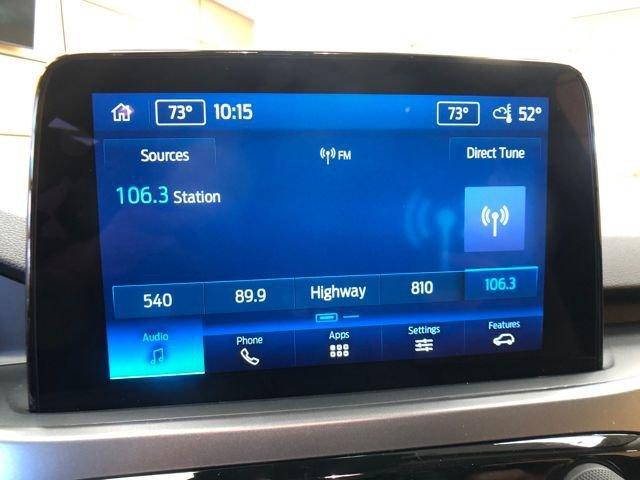 73° 10:15 73° 52°
Sources FM Direct Tune
106.3 Station
540 89.9 Highway 810 106.3
Audio Phone Apps Settings Features